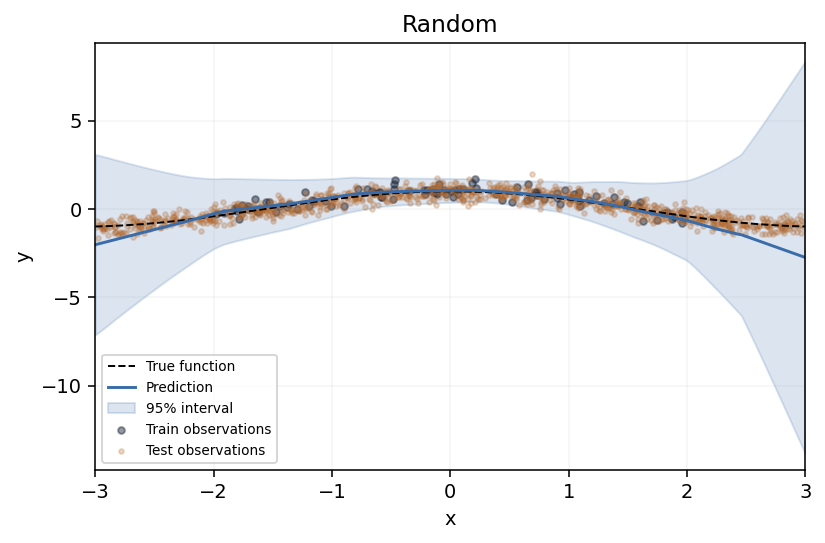 Random
5
0
−5
−10
y
True function
Prediction
95% interval
Train observations
Test observations
−3 −2 −1 0 1 2 3
x